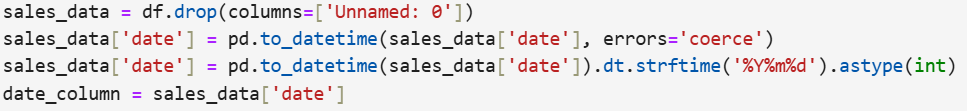 sales_data = df.drop(columns=['Unnamed: 0'])
sales_data['date'] = pd.to_datetime(sales_data['date'], errors='coerce')
sales_data['date'] = pd.to_datetime(sales_data['date']).dt.strftime('%Y%m%d').astype(int)
date_column = sales_data['date']